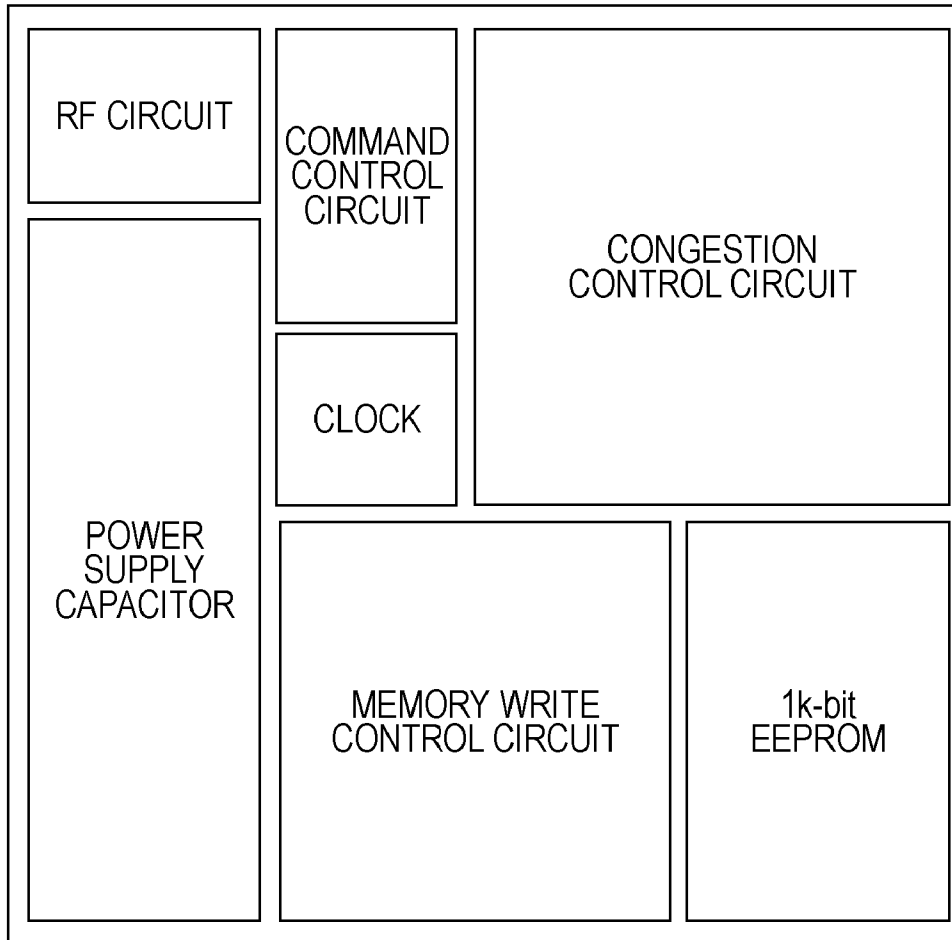 RF CIRCUIT
COMMAND
CONTROL
CIRCUIT
CONGESTION
CONTROL CIRCUIT
CLOCK
POWER
SUPPLY
CAPACITOR
MEMORY WRITE
CONTROL CIRCUIT
1k-bit
EEPROM